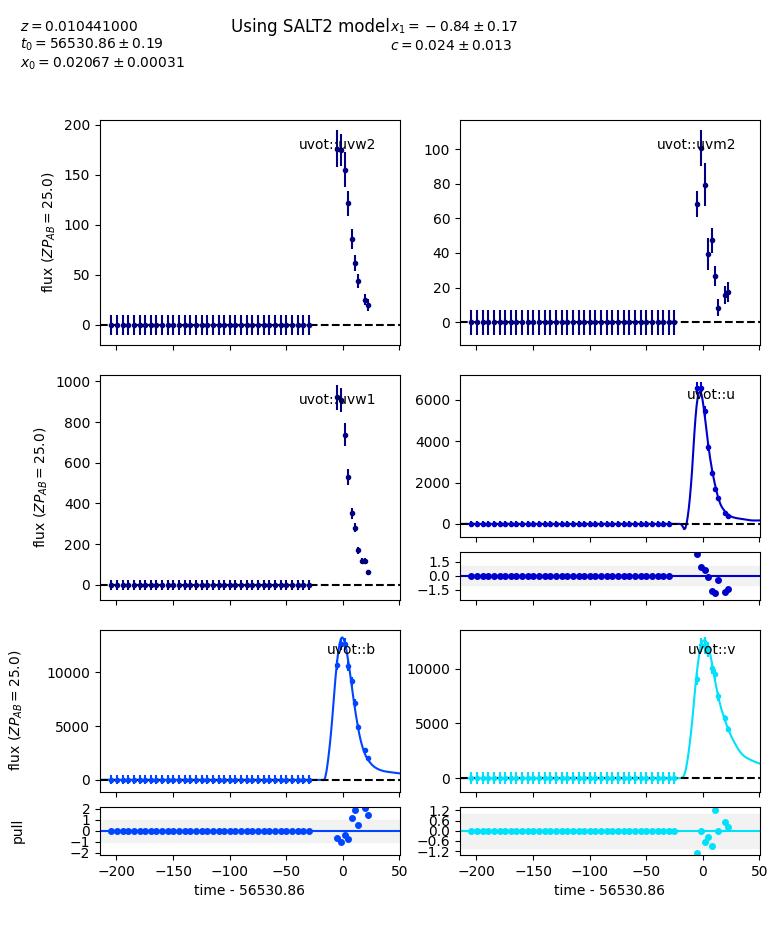 Using SALT2 model
z = 0.010441000
t0 = 56530.86 ± 0.19
x0 = 0.02067 ± 0.00031
x1 = −0.84 ± 0.17
c = 0.024 ± 0.013
uvot::uvw2
200
150
100
50
0
flux (ZP_AB = 25.0)
uvot::uvm2
100
80
60
40
20
0
uvot::uvw1
1000
800
600
400
200
0
flux (ZP_AB = 25.0)
uvot::u
6000
4000
2000
0
1.5
0.0
−1.5
uvot::b
10000
5000
0
flux (ZP_AB = 25.0)
uvot::v
10000
5000
0
2
1
0
−1
−2
pull
−200 −150 −100 −50 0 50
time - 56530.86
1.2
0.6
0.0
−0.6
−1.2
−200 −150 −100 −50 0 50
time - 56530.86